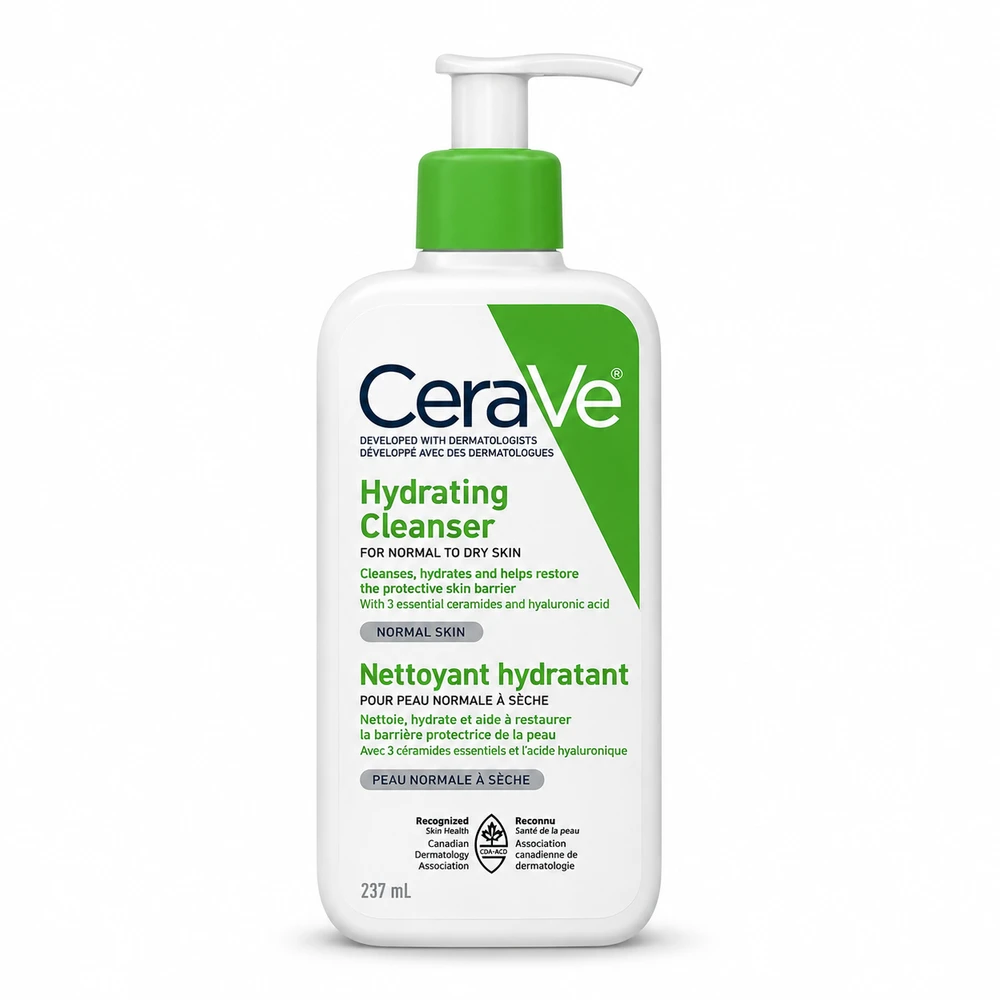 CeraVe®
DEVELOPED WITH DERMATOLOGISTS
DÉVELOPPÉ AVEC DES DERMATOLOGUES
Hydrating
Cleanser
FOR NORMAL TO DRY SKIN
Cleanses, hydrates and helps restore
the protective skin barrier
With 3 essential ceramides and hyaluronic acid
NORMAL SKIN
Nettoyant hydratant
POUR PEAU NORMALE À SÈCHE
Nettoie, hydrate et aide à restaurer
la barrière protectrice de la peau
Avec 3 céramides essentiels et l'acide hyaluronique
PEAU NORMALE À SÈCHE
Recognized
Skin Health
Canadian
Dermatology
Association
CDA-ACD
Reconnu
Santé de la peau
Association
canadienne de
dermatologie
237 mL